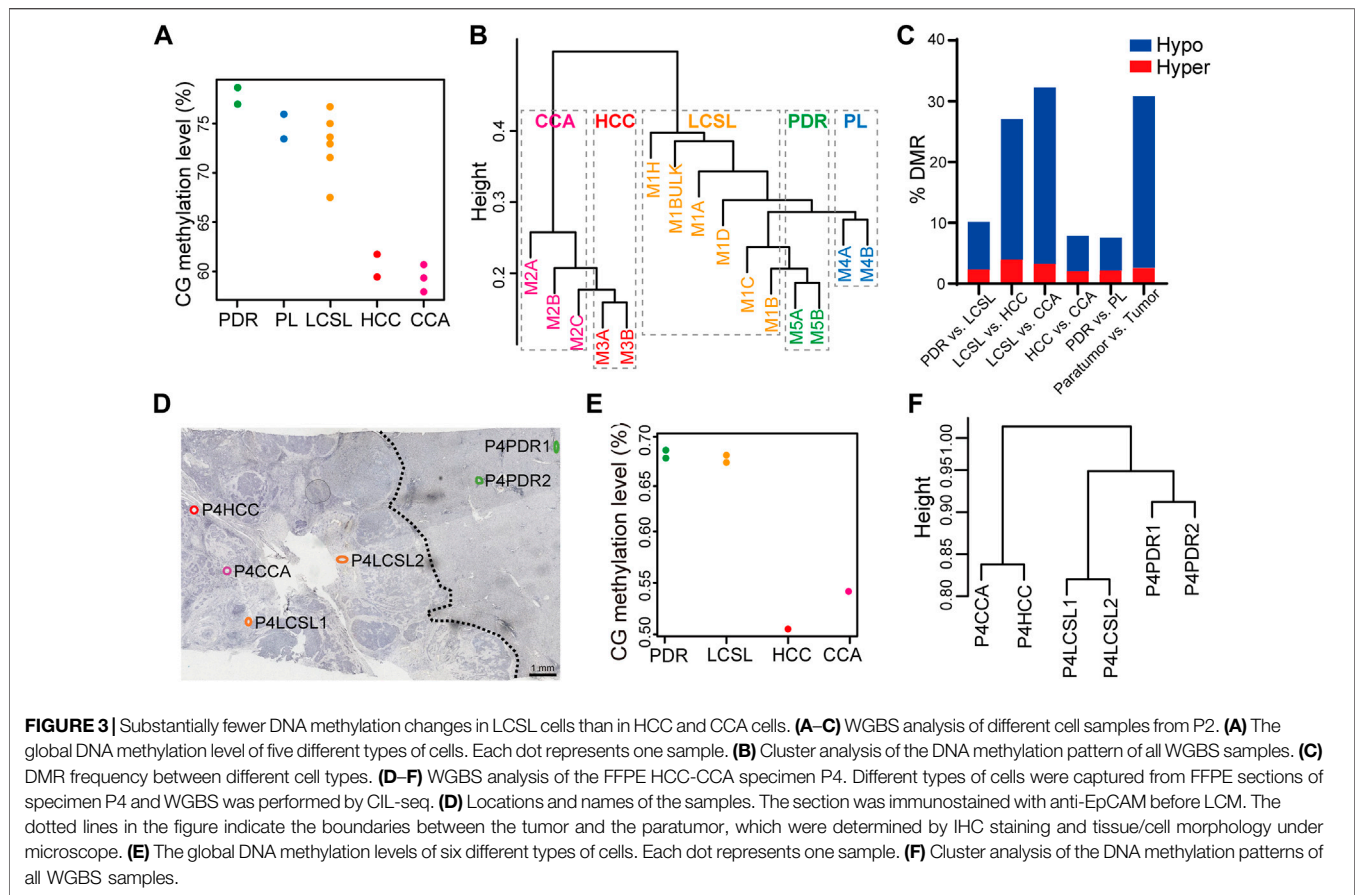 A
CG methylation level (%)
75
70
65
60
PDR PL LCSL HCC CCA
B
Height
0.4
0.3
0.2
CCA HCC LCSL PDR PL
M2A
M2B
M2C
M3A
M3B
M1H
M1BULK
M1A
M1D
M1C
M1B
M5A
M5B
M4A
M4B
C
Hypo
Hyper
% DMR
40
30
20
10
0
PDR vs. LCSL
LCSL vs. HCC
LCSL vs. CCA
HCC vs. CCA
PDR vs. PL
Paratumor vs. Tumor
D
P4PDR1
P4PDR2
P4HCC
P4LCSL2
P4CCA
P4LCSL1
1 mm
E
CG methylation level (%)
0.70
0.65
0.60
0.55
0.50
PDR LCSL HCC CCA
F
Height
1.00
0.951
0.90
0.85
0.80
P4CCA
P4HCC
P4LCSL1
P4LCSL2
P4PDR1
P4PDR2
FIGURE 3 | Substantially fewer DNA methylation changes in LCSL cells than in HCC and CCA cells. (A–C) WGBS analysis of different cell samples from P2. (A) The
global DNA methylation level of five different types of cells. Each dot represents one sample. (B) Cluster analysis of the DNA methylation pattern of all WGBS samples. (C)
DMR frequency between different cell types. (D–F) WGBS analysis of the FFPE HCC-CCA specimen P4. Different types of cells were captured from FFPE sections of
specimen P4 and WGBS was performed by CIL-seq. (D) Locations and names of the samples. The section was immunostained with anti-EpCAM before LCM. The
dotted lines in the figure indicate the boundaries between the tumor and the paratumor, which were determined by IHC staining and tissue/cell morphology under
microscope. (E) The global DNA methylation levels of six different types of cells. Each dot represents one sample. (F) Cluster analysis of the DNA methylation patterns of
all WGBS samples.